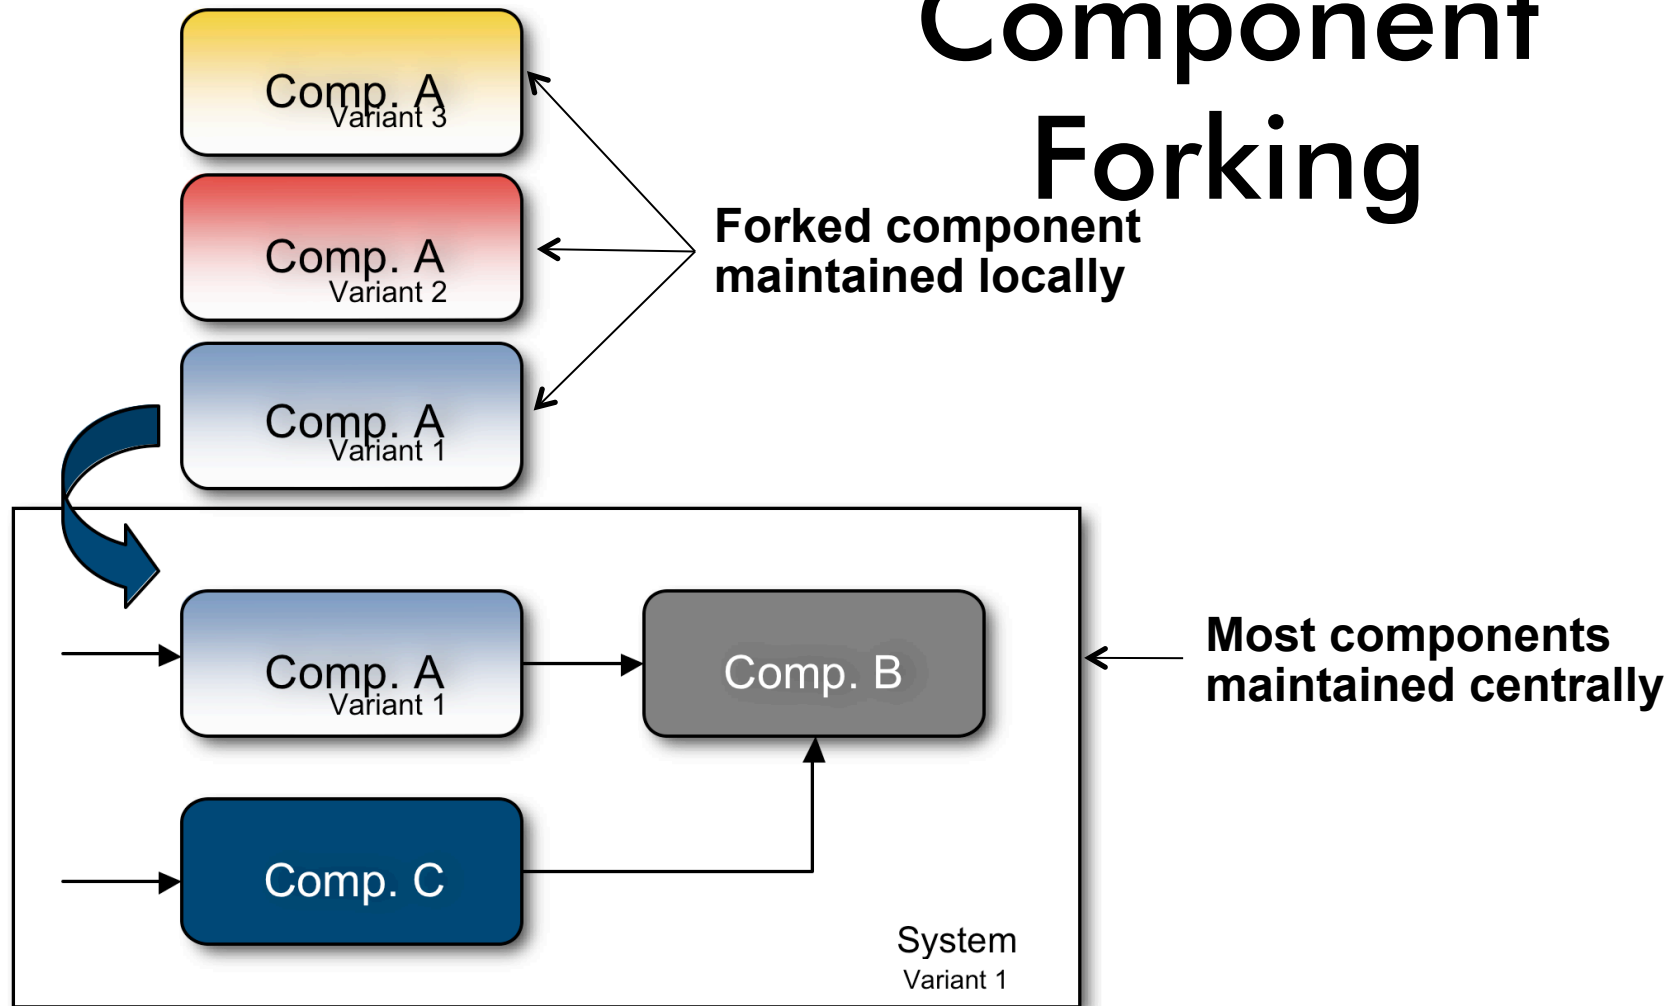 Component
Forking
Comp. A
Variant 3
Comp. A
Variant 2
Forked component
maintained locally
Comp. A
Variant 1
Comp. A
Variant 1
Comp. B
Most components
maintained centrally
Comp. C
System
Variant 1